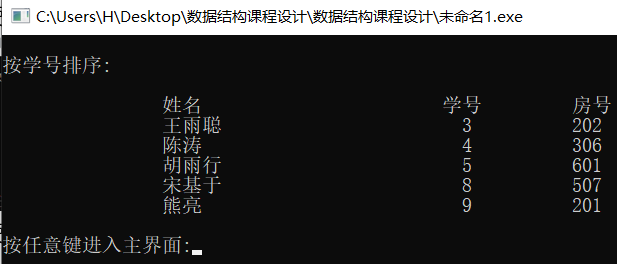 C:\Users\H\Desktop\数据结构课程设计\数据结构课程设计\未命名1.exe
按学号排序:
姓名 学号 房号
王雨聪 3 202
陈涛 4 306
胡雨行 5 601
宋基于 8 507
熊亮 9 201
按任意键进入主界面: